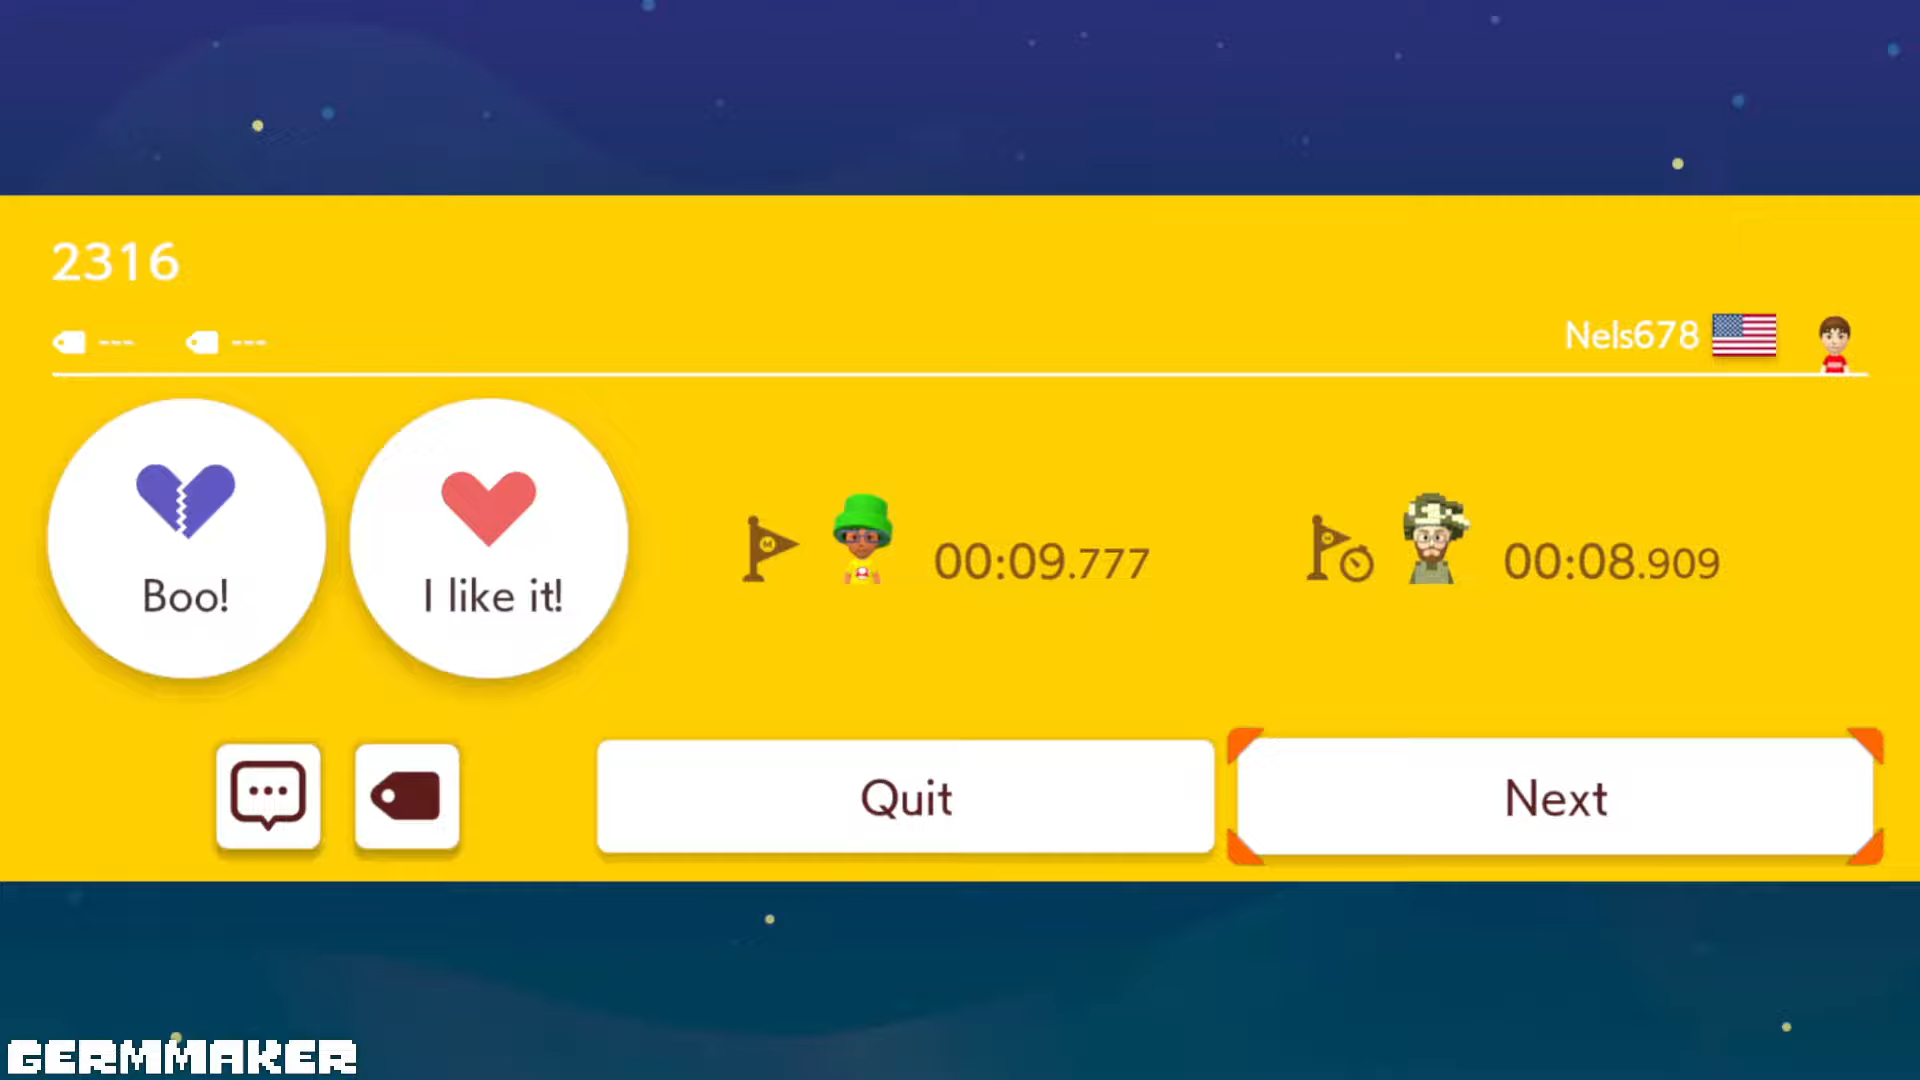 2316
--- ---
Nels678
Boo!
I like it!
M
00:09.777
M
00:08.909
Quit
Next
GERMMAKER